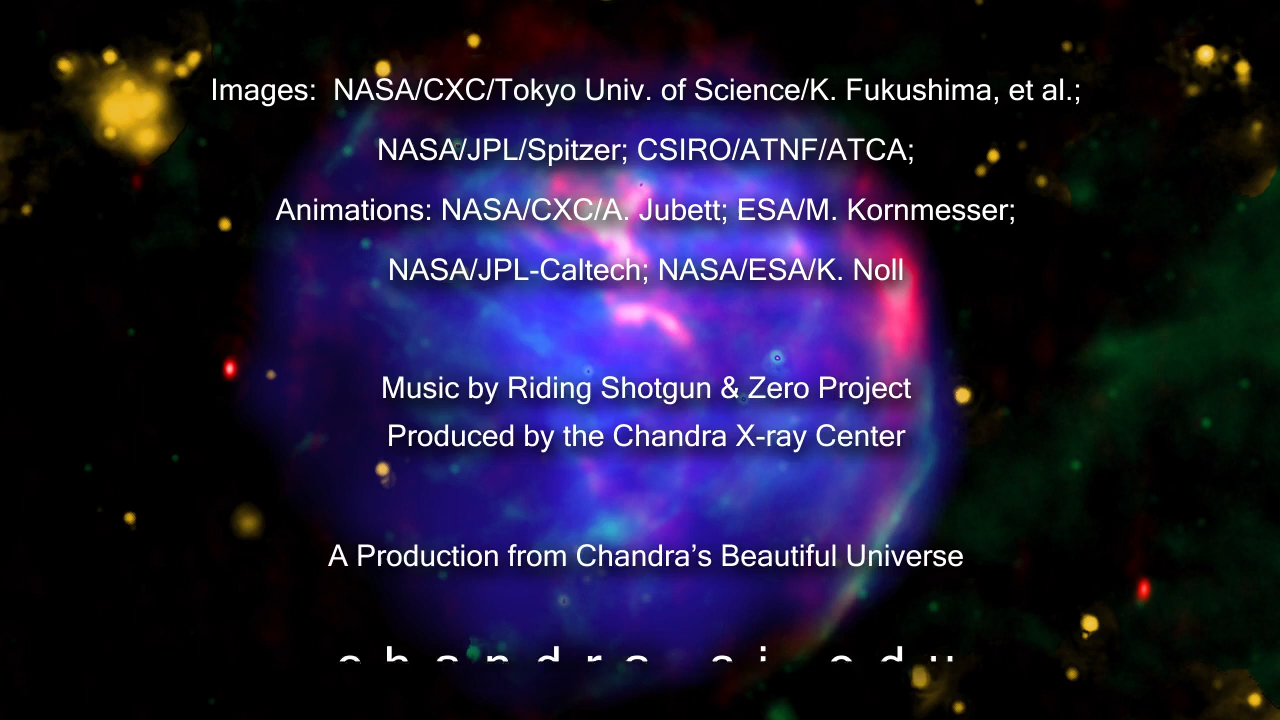 Images:  NASA/CXC/Tokyo Univ. of Science/K. Fukushima, et al.;
NASA/JPL/Spitzer; CSIRO/ATNF/ATCA;
Animations: NASA/CXC/A. Jubett; ESA/M. Kornmesser;
NASA/JPL-Caltech; NASA/ESA/K. Noll
Music by Riding Shotgun & Zero Project
Produced by the Chandra X-ray Center
A Production from Chandra’s Beautiful Universe